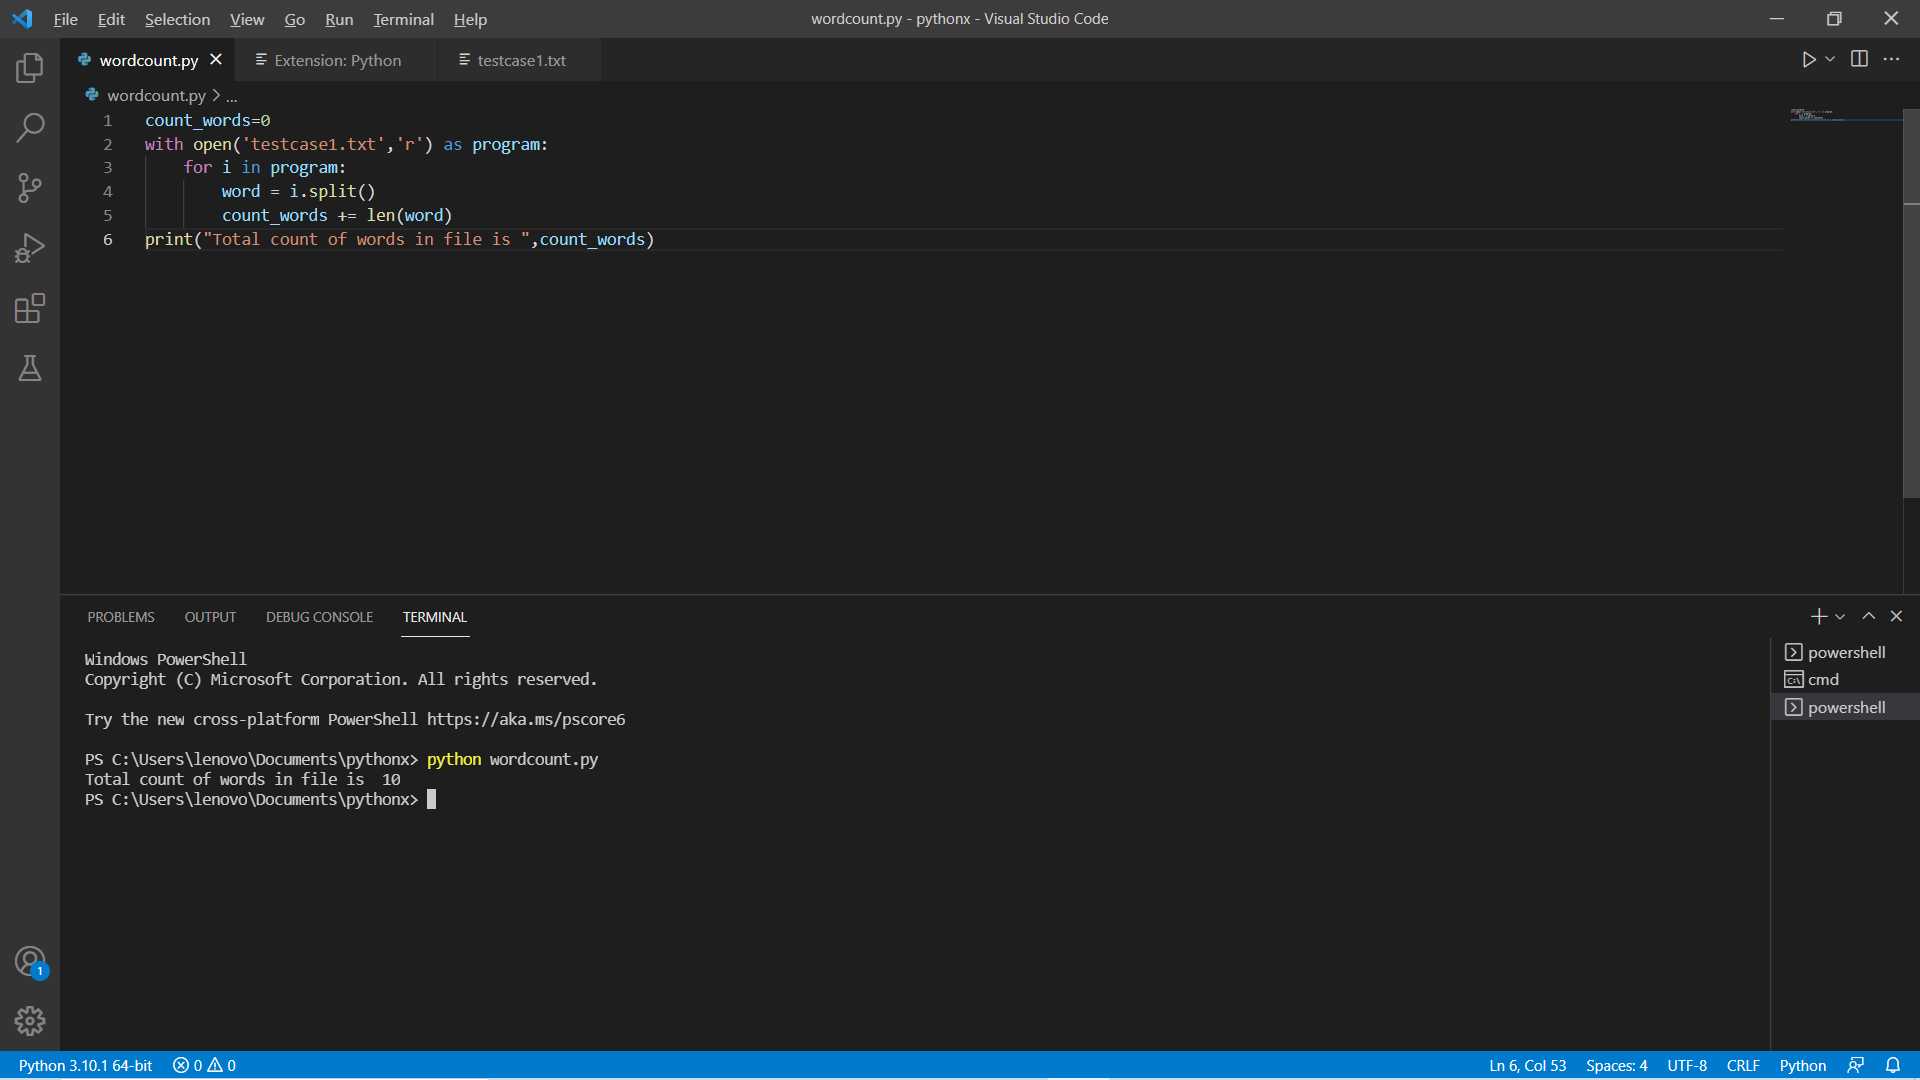 File Edit Selection View Go Run Terminal Help
wordcount.py - pythonx - Visual Studio Code
wordcount.py
Extension: Python
testcase1.txt
wordcount.py > ...
1 count_words=0
2 with open('testcase1.txt','r') as program:
3 for i in program:
4 word = i.split()
5 count_words += len(word)
6 print("Total count of words in file is ",count_words)
PROBLEMS OUTPUT DEBUG CONSOLE TERMINAL
Windows PowerShell
Copyright (C) Microsoft Corporation. All rights reserved.
Try the new cross-platform PowerShell https://aka.ms/pscore6
PS C:\Users\lenovo\Documents\pythonx> python wordcount.py
Total count of words in file is  10
PS C:\Users\lenovo\Documents\pythonx>
powershell
cmd
powershell
1
Python 3.10.1 64-bit 0 0
Ln 6, Col 53 Spaces: 4 UTF-8 CRLF Python